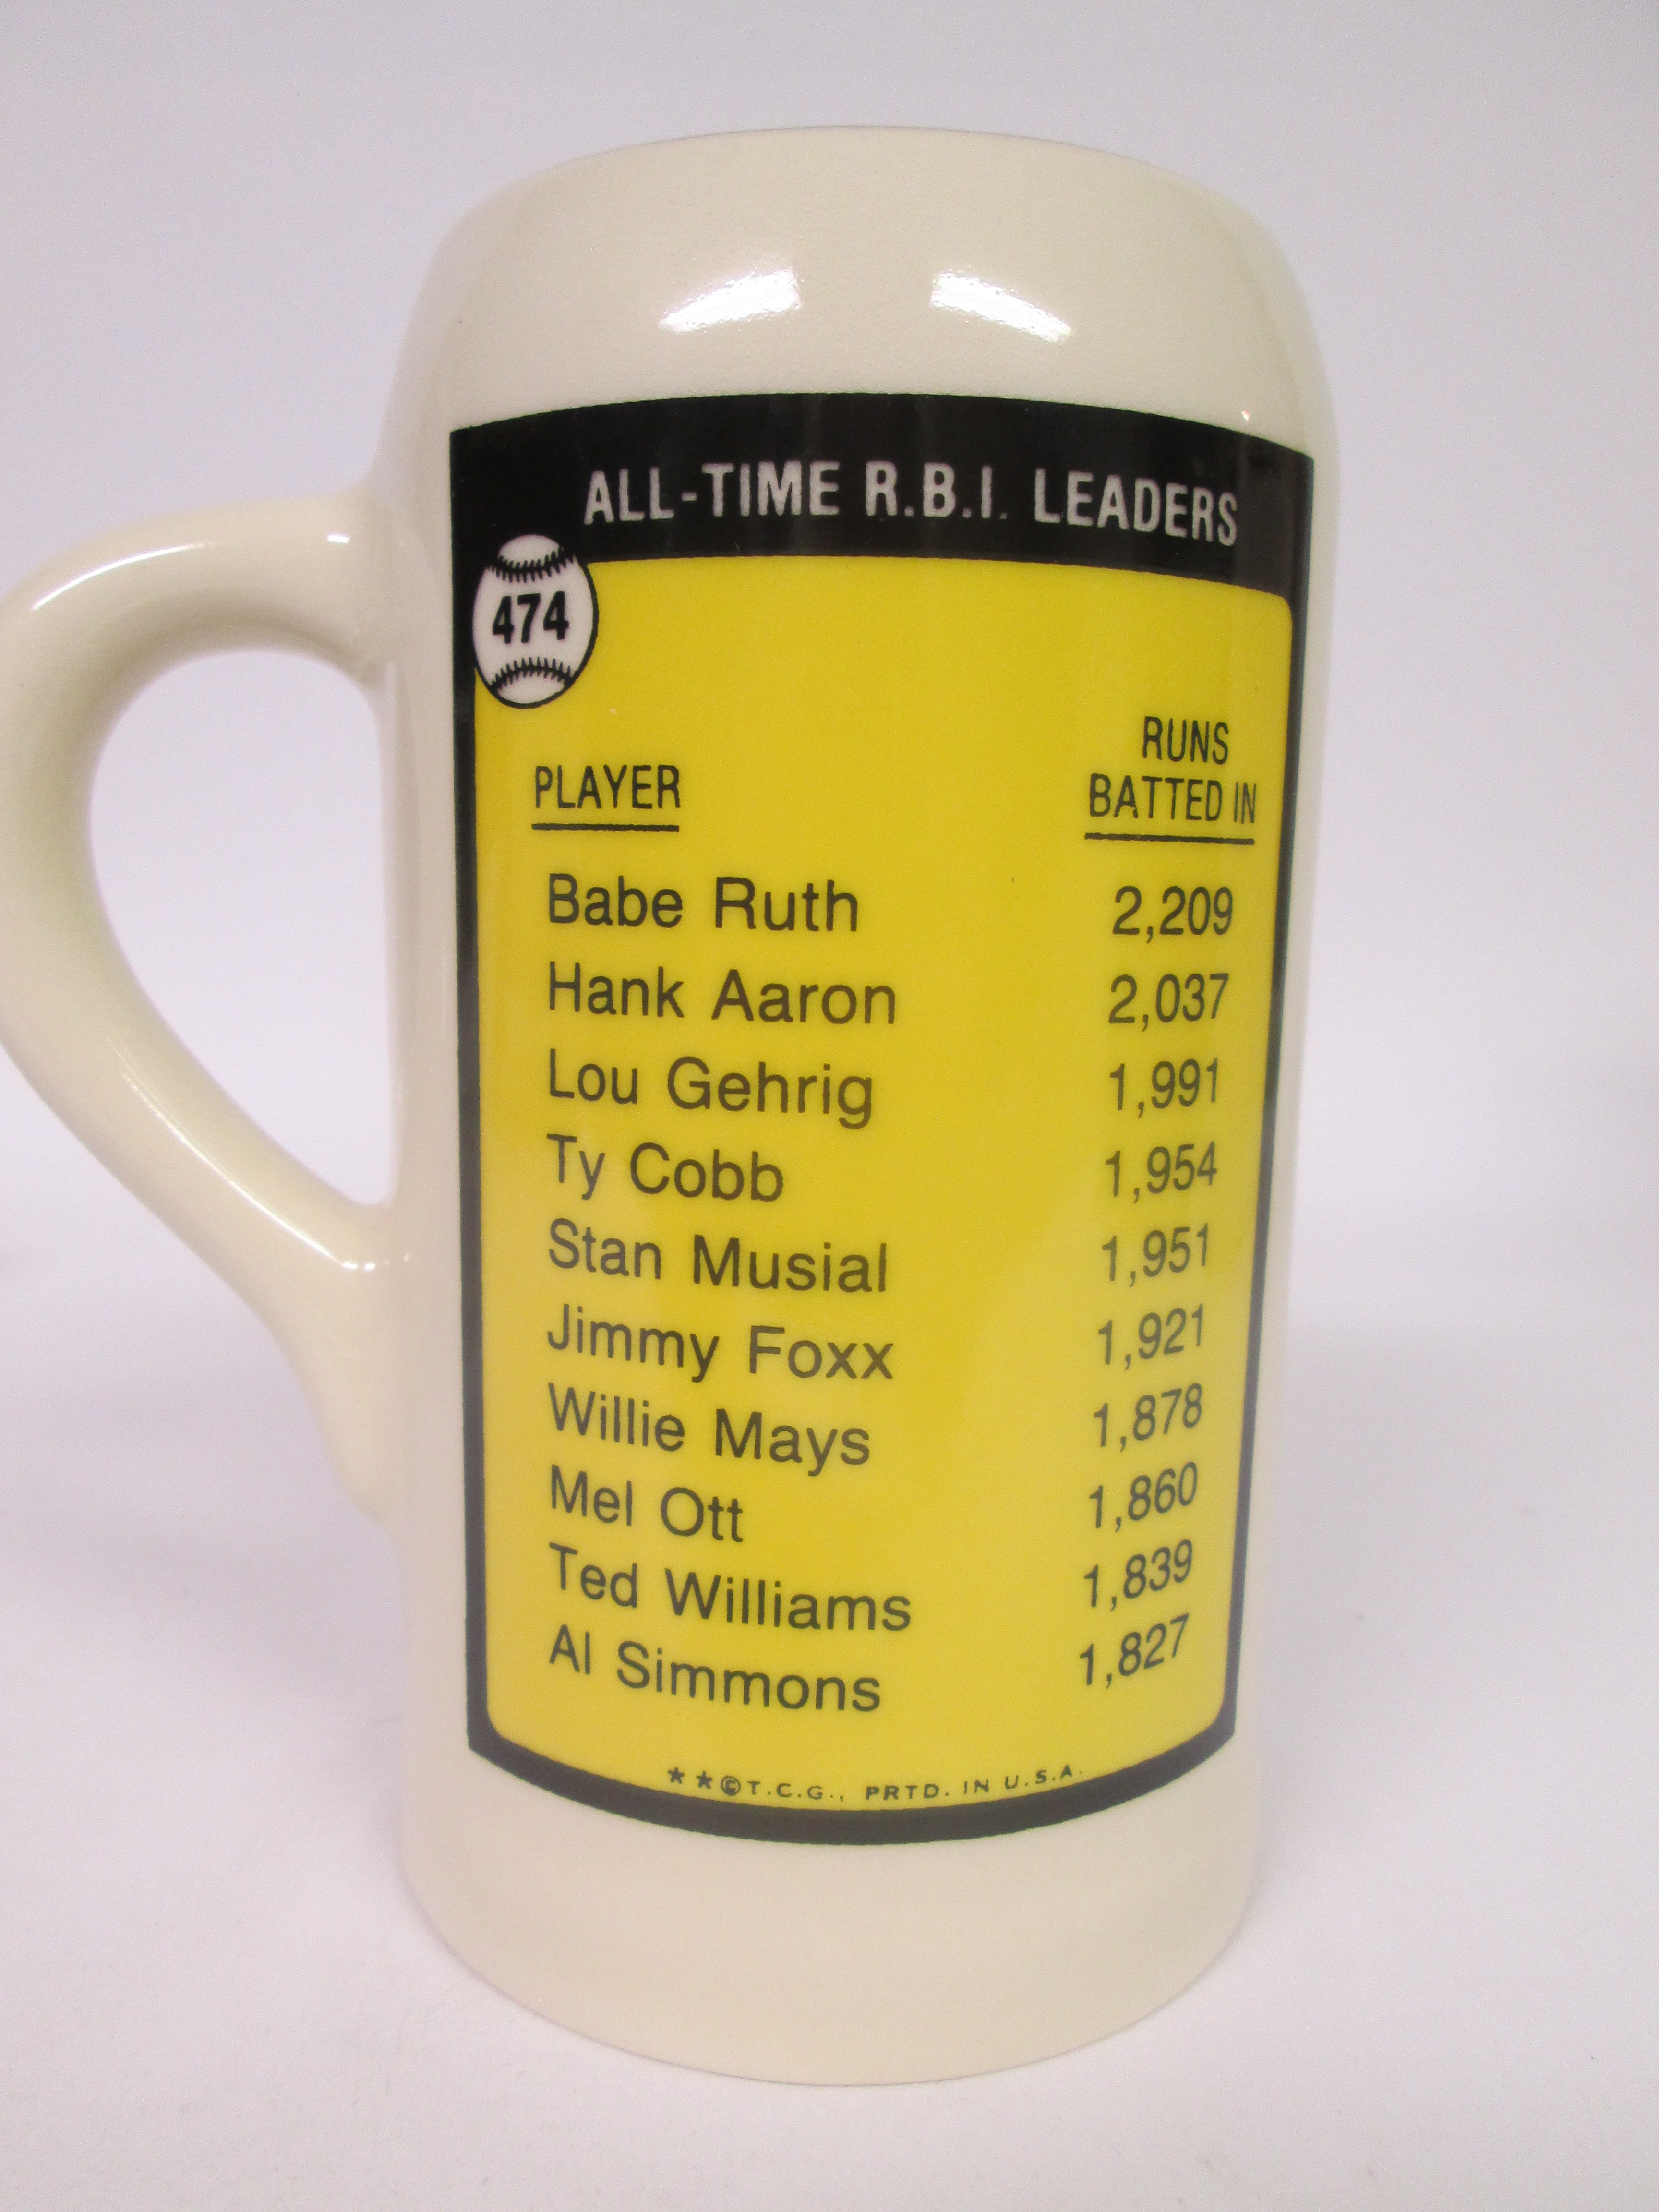 ALL-TIME R.B.I. LEADERS
474
PLAYER
RUNS
BATTED IN
Babe Ruth 2,209
Hank Aaron 2,037
Lou Gehrig 1,991
Ty Cobb 1,954
Stan Musial 1,951
Jimmy Foxx 1,921
Willie Mays 1,878
Mel Ott 1,860
Ted Williams 1,839
Al Simmons 1,827
**©T.C.G., PRTD. IN U.S.A.